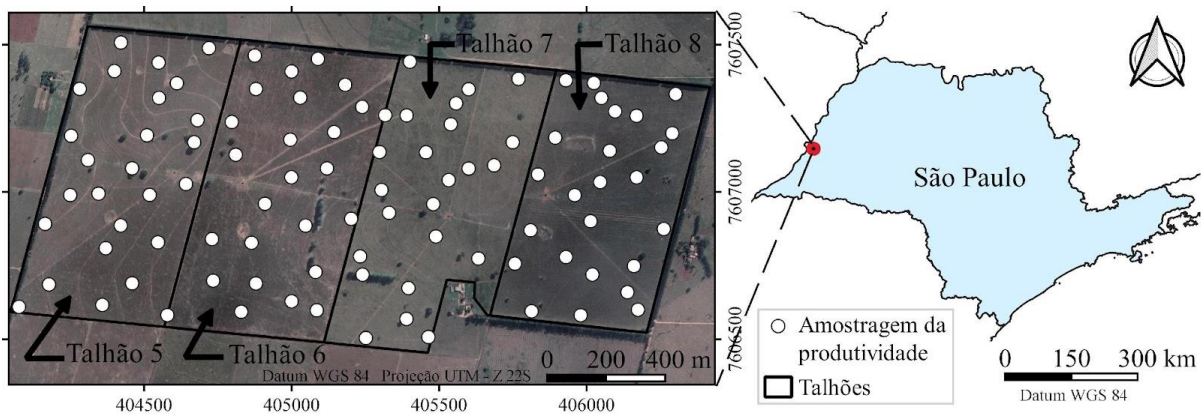 Talhão 7
Talhão 8
Talhão 5
Talhão 6
0 200 400 m
Datum WGS 84 Projeção UTM - Z 22S
404500
405000
405500
406000
7607500
7607000
7606500
São Paulo
Amostragem da
produtividade
Talhões
0 150 300 km
Datum WGS 84